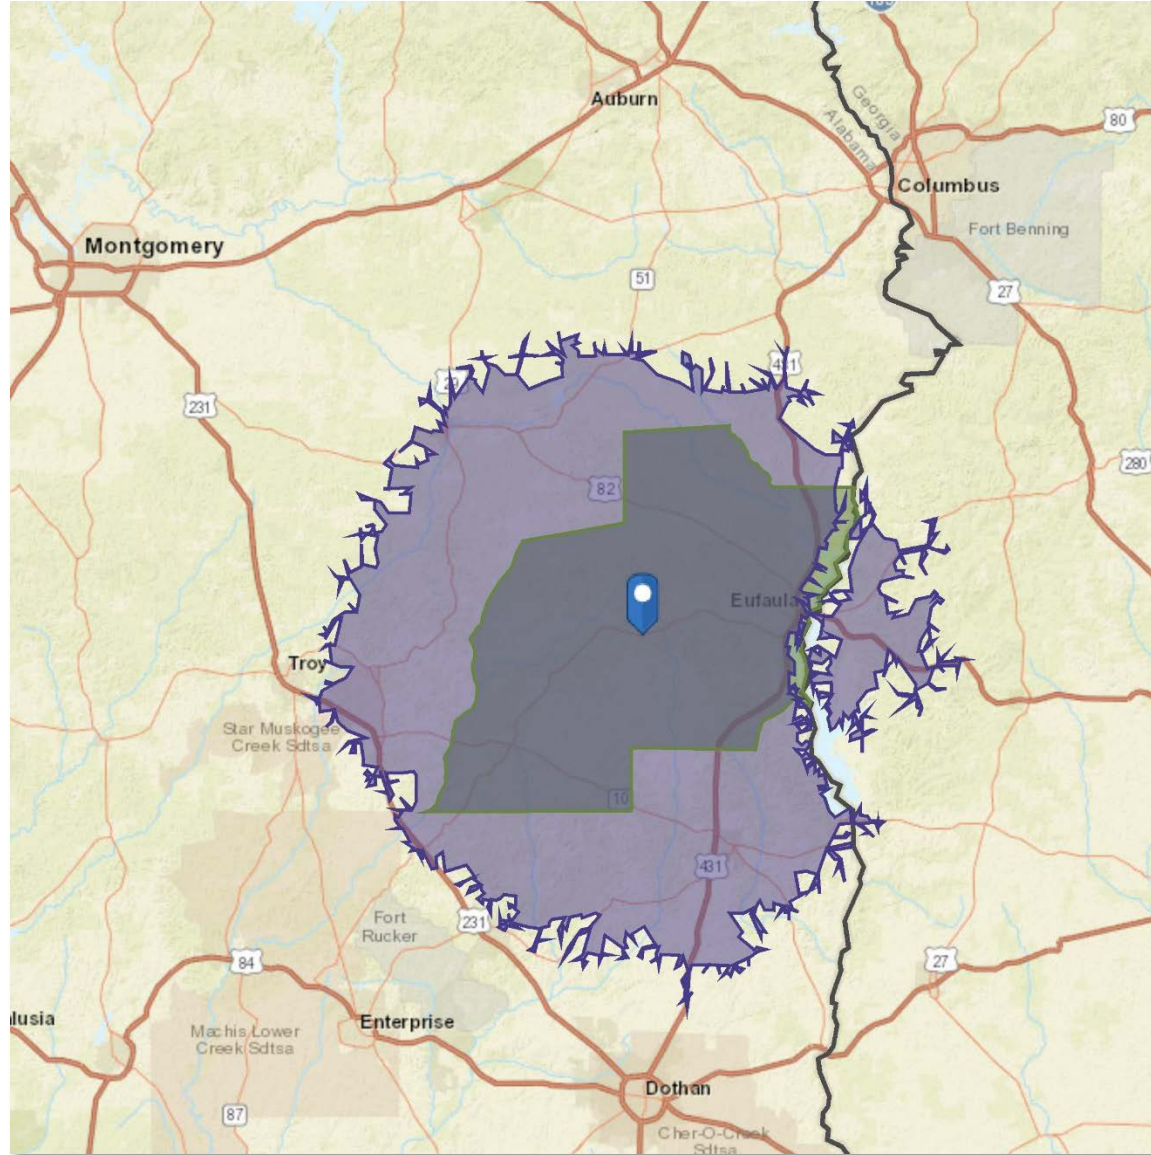 Auburn
80
Georgia
Alabama
Columbus
Fort Benning
Montgomery
51
27
431
29
231
280
82
Eufaula
Troy
Star Muskogee
Creek Sdtsa
10
431
Fort
Rucker
231
84
27
lusia
Enterprise
Machis Lower
Creek Sdtsa
Dothan
87
Cher-O-Creek
Sdtsa